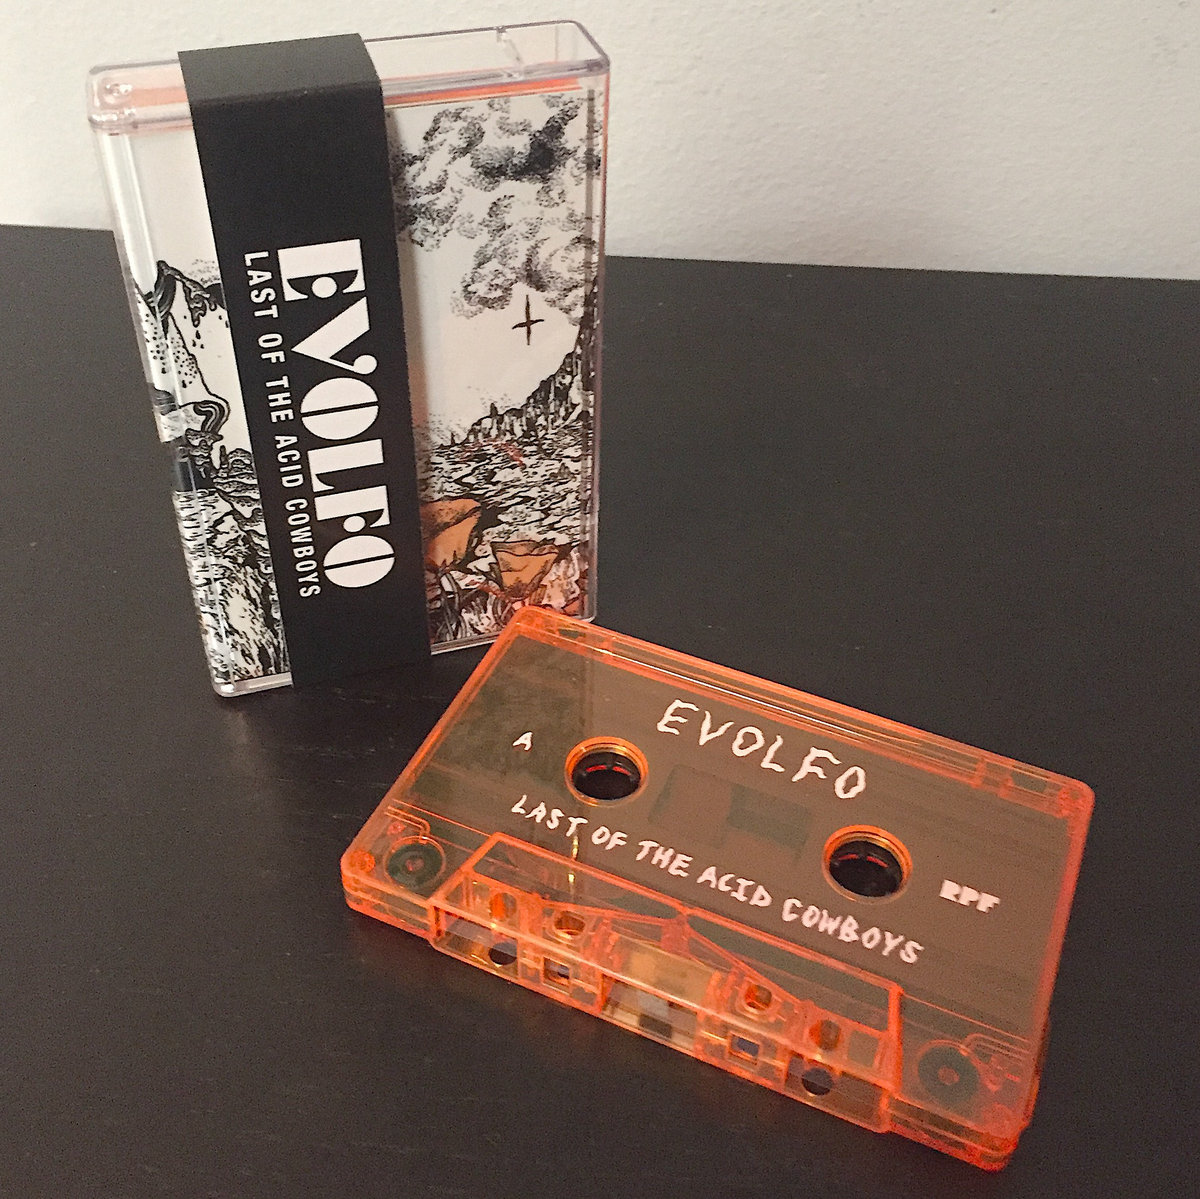 EVOLFO
LAST OF THE ACID COWBOYS
EVOLFO
A
LAST OF THE ACID COWBOYS
RPF